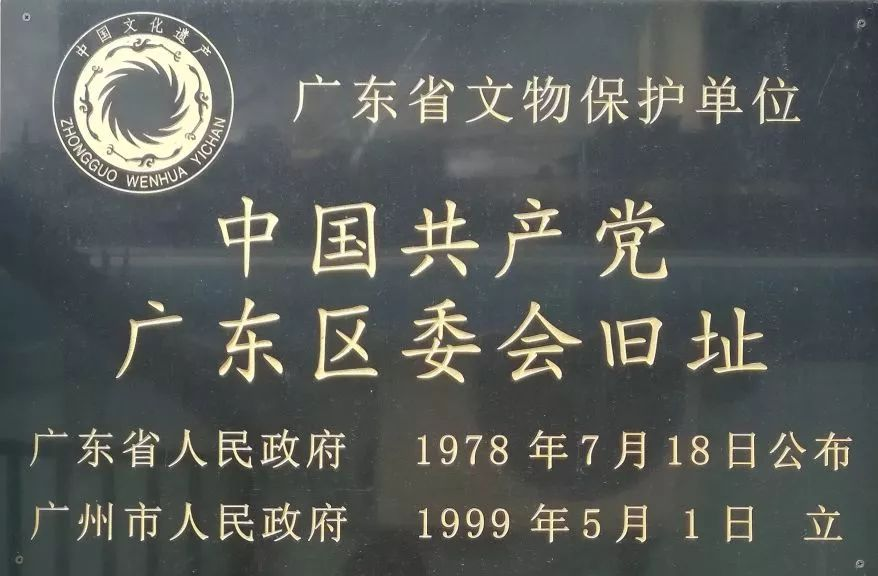 中国文化遗产
ZHONGGUO WENHUA YICHAN
广东省文物保护单位
中国共产党
广东区委会旧址
广东省人民政府 1978年7月18日公布
广州市人民政府 1999年5月1日 立